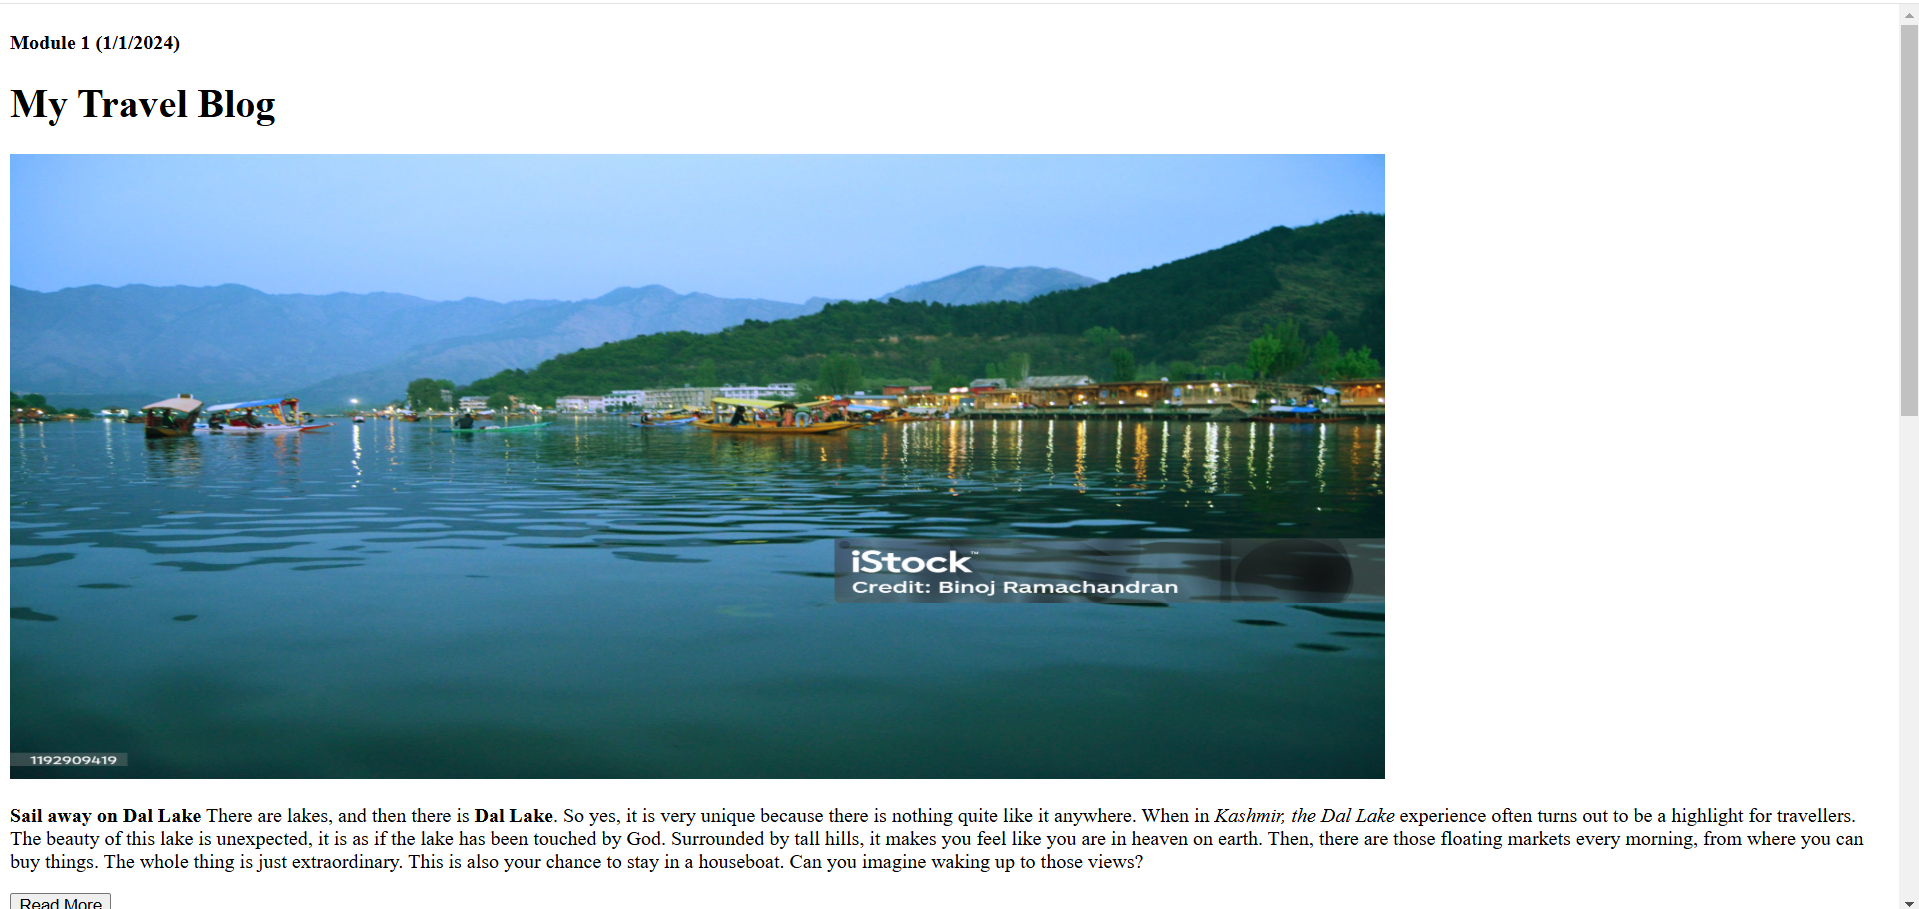 Module 1 (1/1/2024)
My Travel Blog
iStock™
Credit: Binoj Ramachandran
1192909419
Sail away on Dal Lake There are lakes, and then there is Dal Lake. So yes, it is very unique because there is nothing quite like it anywhere. When in Kashmir, the Dal Lake experience often turns out to be a highlight for travellers.
The beauty of this lake is unexpected, it is as if the lake has been touched by God. Surrounded by tall hills, it makes you feel like you are in heaven on earth. Then, there are those floating markets every morning, from where you can
buy things. The whole thing is just extraordinary. This is also your chance to stay in a houseboat. Can you imagine waking up to those views?
Read More